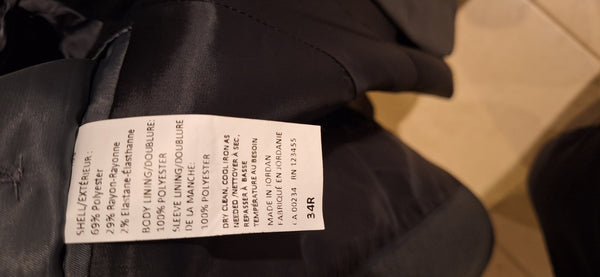 SHELL/EXTÉRIEUR :
69% Polyester
29% Rayon-Rayonne
2% Elastane-Élasthanne
BODY LINING/DOUBLURE:
100% POLYESTER
SLEEVE LINING/DOUBLURE
DE LA MANCHE:
100% POLYESTER
DRY CLEAN, COOL IRON AS
NEEDED /NETTOYER À SEC,
REPASSER À BASSE
TEMPÉRATURE AU BESOIN
MADE IN JORDAN
FABRIQUÉ EN JORDANIE
CA 00234 RN 123455
34R